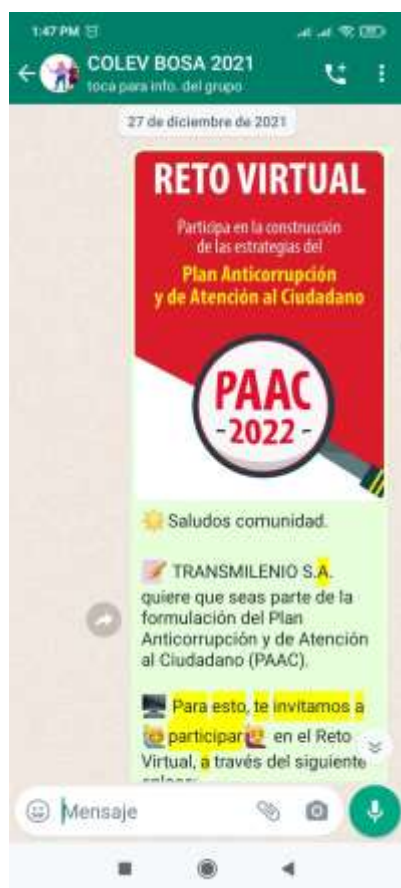 1:47 PM
COLEV BOSA 2021
toca para info. del grupo
27 de diciembre de 2021
RETO VIRTUAL
Participa en la construcción
de las estrategias del
Plan Anticorrupción
y de Atención al Ciudadano
PAAC
-2022-
Saludos comunidad.
TRANSMILENIO S.A.
quiere que seas parte de la
formulación del Plan
Anticorrupción y de Atención
al Ciudadano (PAAC).
Para esto, te invitamos a
participar en el Reto
Virtual, a través del siguiente
enlace:
Mensaje